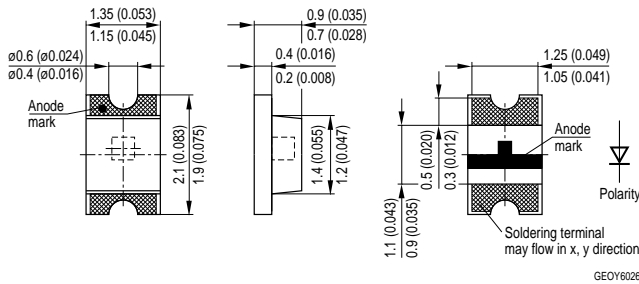 1.35 (0.053)
1.15 (0.045)
ø0.6 (ø0.024)
ø0.4 (ø0.016)
Anode
mark
2.1 (0.083)
1.9 (0.075)
0.9 (0.035)
0.7 (0.028)
0.4 (0.016)
0.2 (0.008)
1.4 (0.055)
1.2 (0.047)
1.25 (0.049)
1.05 (0.041)
0.5 (0.020)
0.3 (0.012)
1.1 (0.043)
0.9 (0.035)
Anode
mark
Polarity
Soldering terminal
may flow in x, y direction
GEOY6026